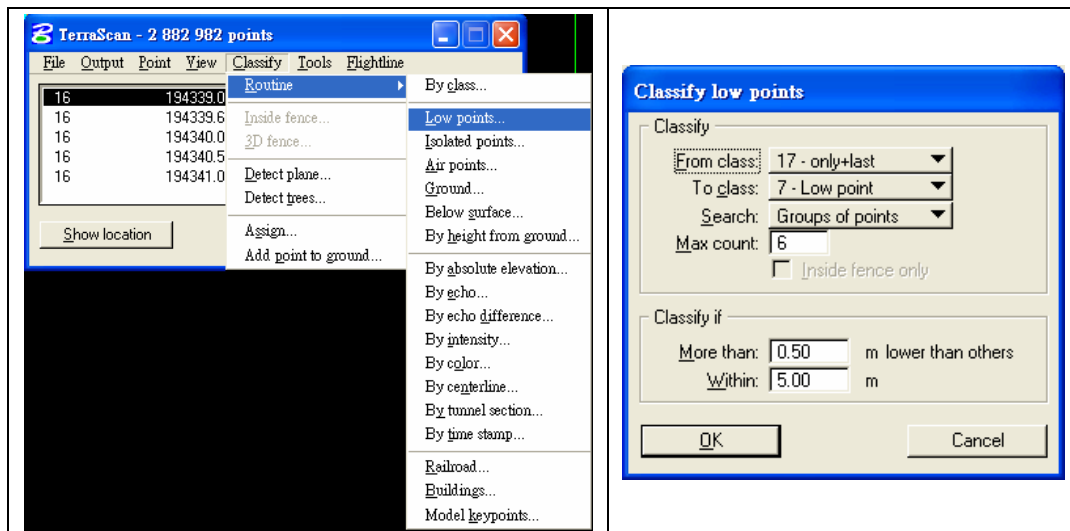 TerraScan - 2 882 982 points
File Output Point View Classify Tools Flightline
16 194339.0
16 194339.6
16 194340.0
16 194340.5
16 194341.0
Show location
Routine
Inside fence...
3D fence...
Detect plane...
Detect trees...
Assign...
Add point to ground...
By class...
Low points...
Isolated points...
Air points...
Ground...
Below surface...
By height from ground...
By absolute elevation...
By echo...
By echo difference...
By intensity...
By color...
By centerline...
By tunnel section...
By time stamp...
Railroad...
Buildings...
Model keypoints...
Classify low points
Classify
From class: 17 - only+last
To class: 7 - Low point
Search: Groups of points
Max count: 6
Inside fence only
Classify if
More than: 0.50 m lower than others
Within: 5.00 m
OK Cancel